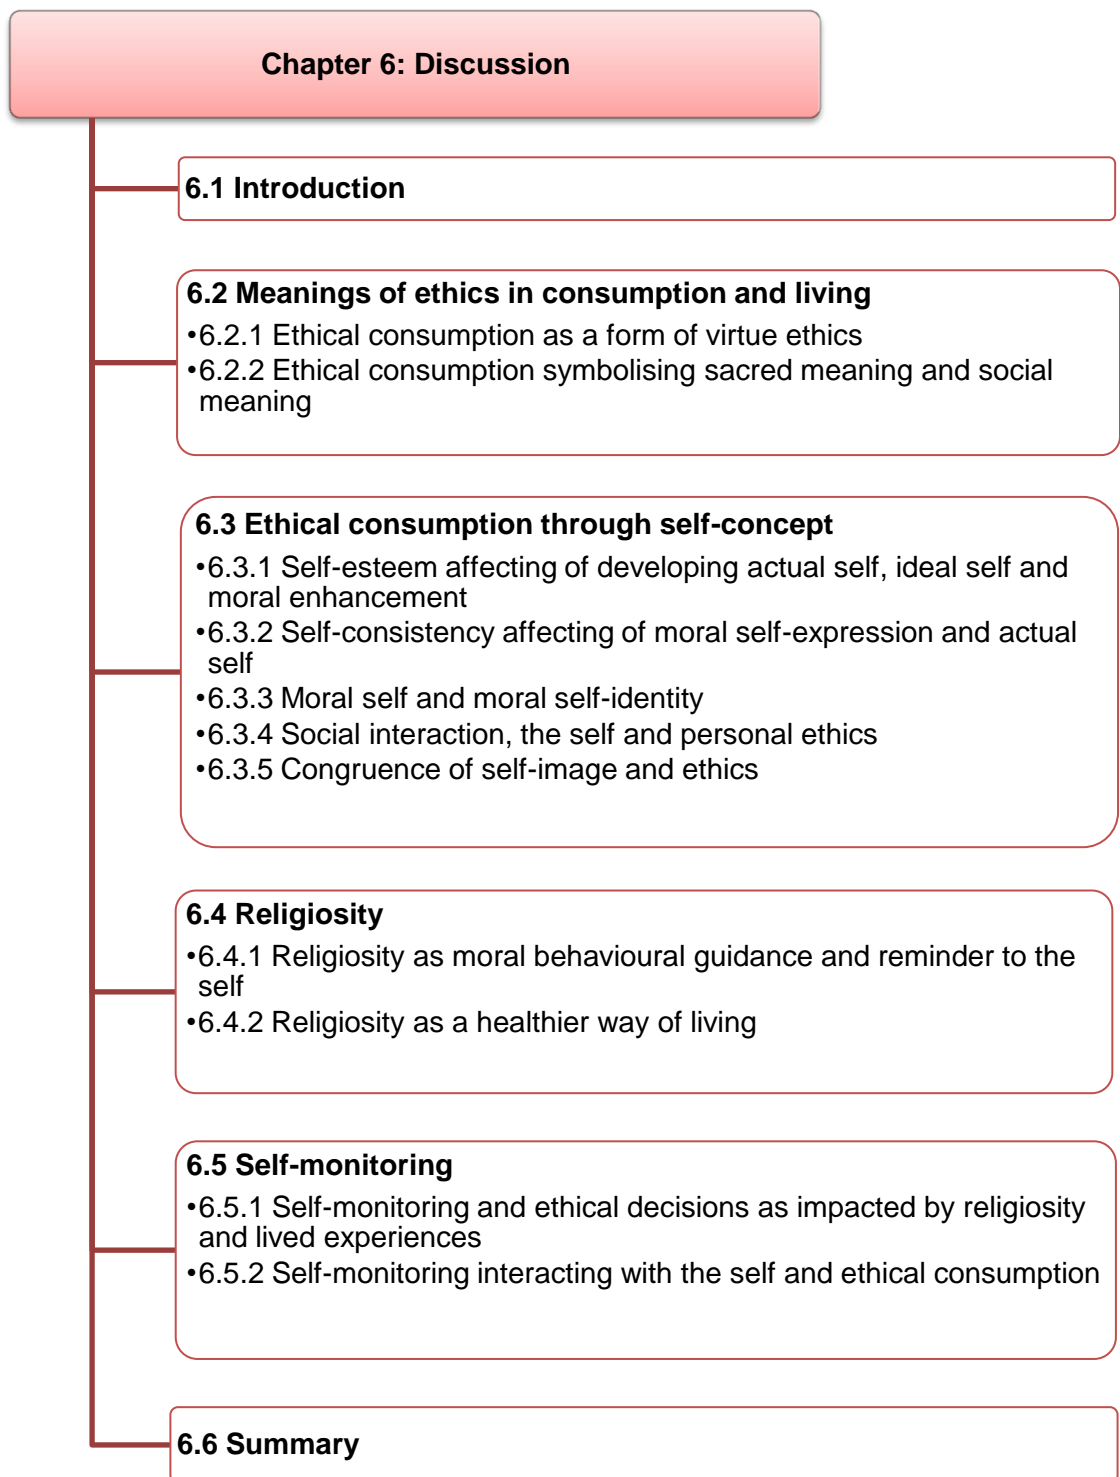 Chapter 6: Discussion
6.1 Introduction
6.2 Meanings of ethics in consumption and living
•6.2.1 Ethical consumption as a form of virtue ethics
•6.2.2 Ethical consumption symbolising sacred meaning and social
meaning
6.3 Ethical consumption through self-concept
•6.3.1 Self-esteem affecting of developing actual self, ideal self and
moral enhancement
•6.3.2 Self-consistency affecting of moral self-expression and actual
self
•6.3.3 Moral self and moral self-identity
•6.3.4 Social interaction, the self and personal ethics
•6.3.5 Congruence of self-image and ethics
6.4 Religiosity
•6.4.1 Religiosity as moral behavioural guidance and reminder to the
self
•6.4.2 Religiosity as a healthier way of living
6.5 Self-monitoring
•6.5.1 Self-monitoring and ethical decisions as impacted by religiosity
and lived experiences
•6.5.2 Self-monitoring interacting with the self and ethical consumption
6.6 Summary